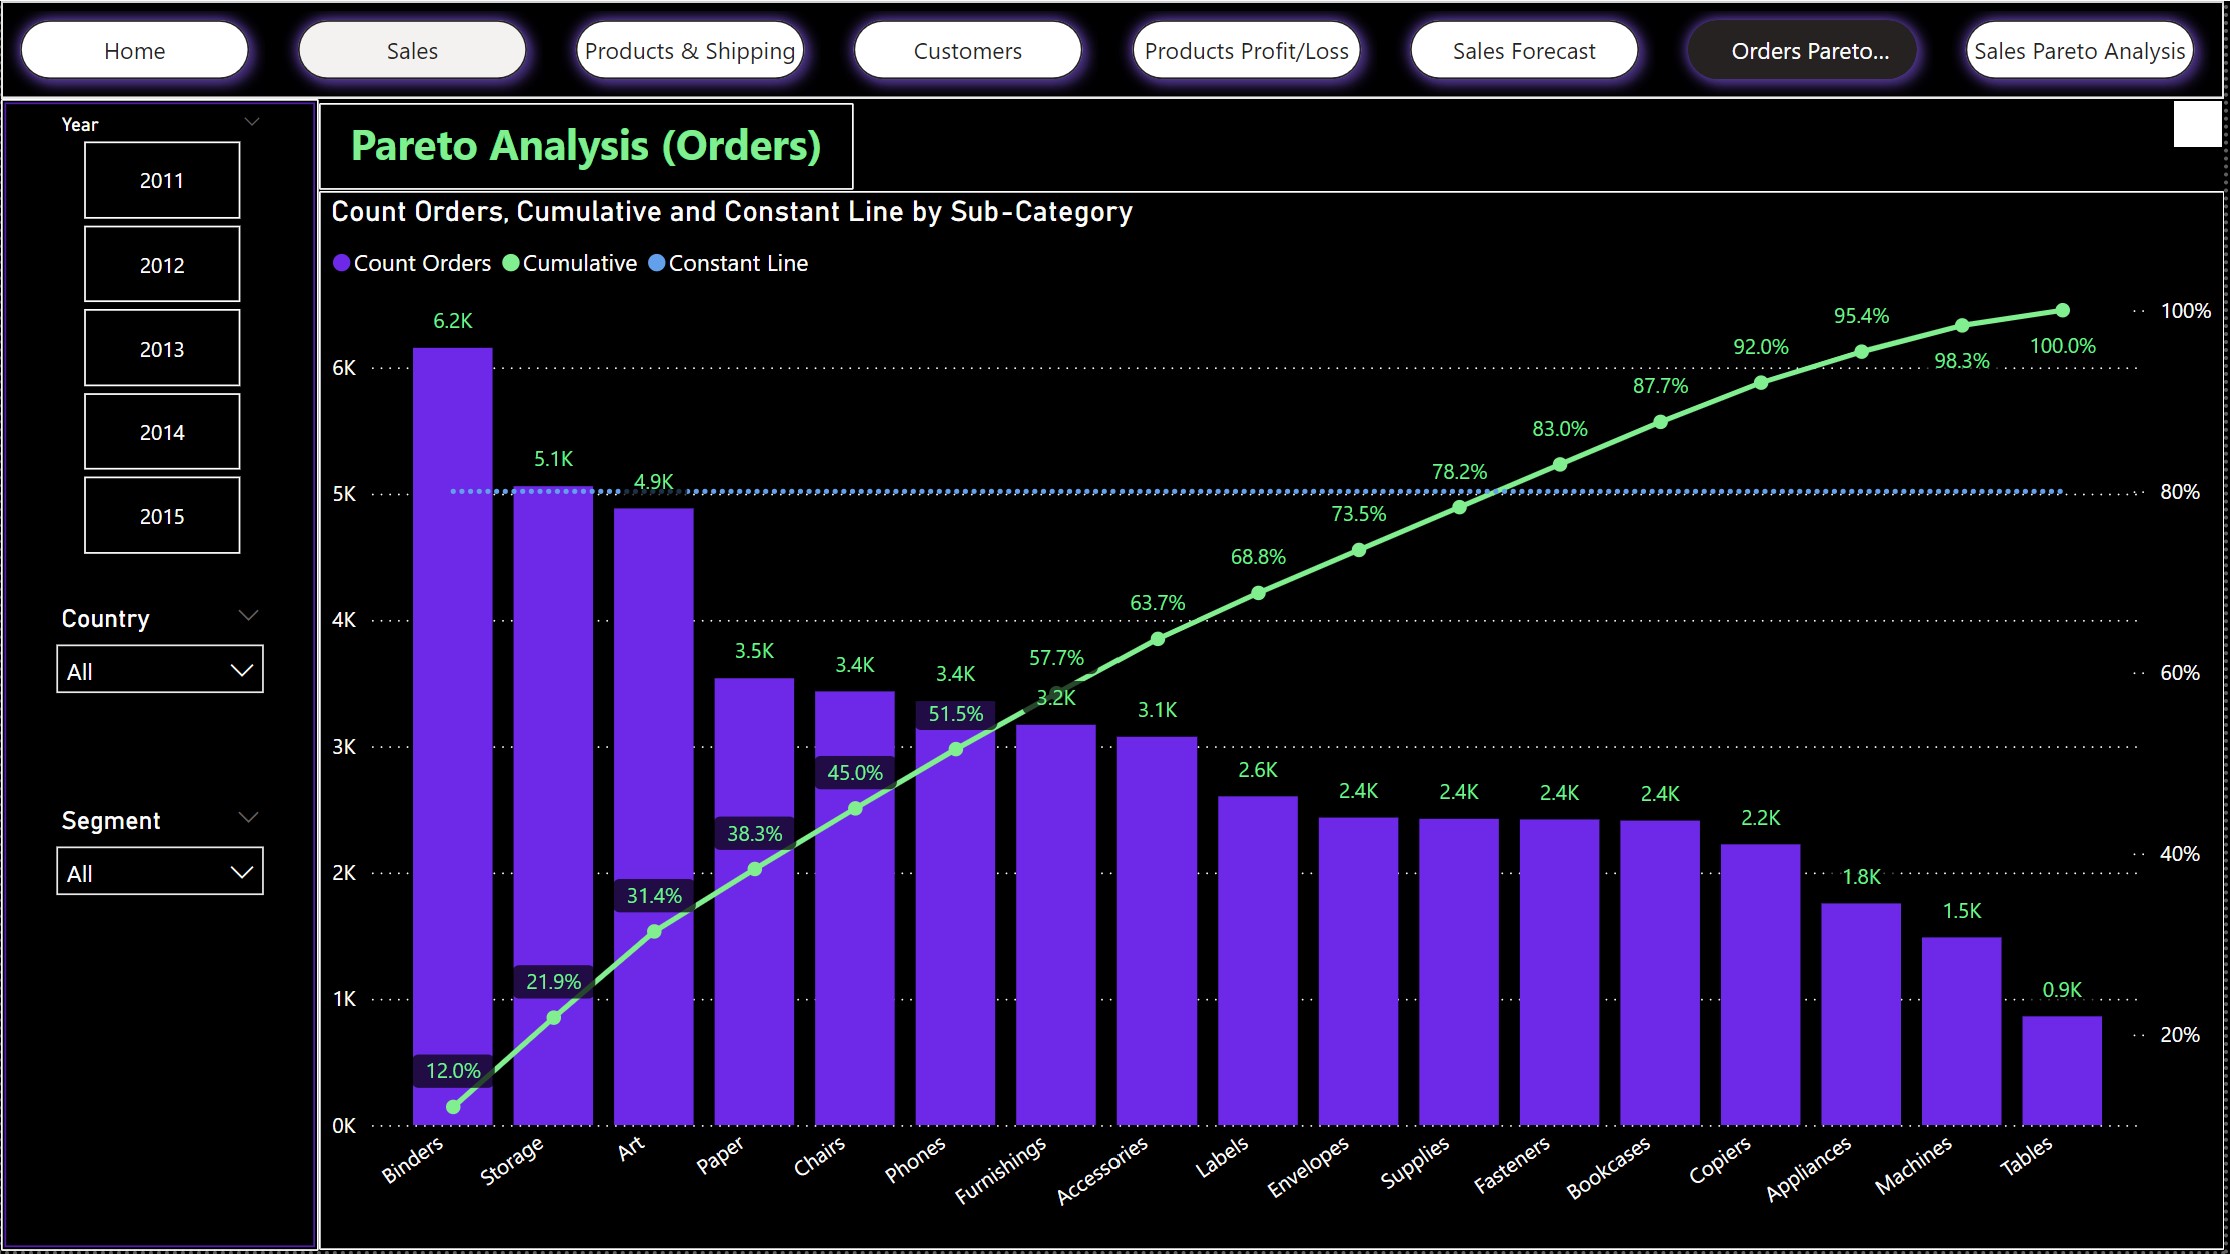 Home
Sales
Products & Shipping
Customers
Products Profit/Loss
Sales Forecast
Orders Pareto...
Sales Pareto Analysis
Year
2011
2012
2013
2014
2015
Country
All
Segment
All
Pareto Analysis (Orders)
Count Orders, Cumulative and Constant Line by Sub-Category
Count Orders Cumulative Constant Line
6K
5K
4K
3K
2K
1K
0K
6.2K
5.1K
4.9K
3.5K
3.4K
3.4K
3.2K
3.1K
2.6K
2.4K
2.4K
2.4K
2.4K
2.2K
1.8K
1.5K
0.9K
12.0%
21.9%
31.4%
38.3%
45.0%
51.5%
57.7%
63.7%
68.8%
73.5%
78.2%
83.0%
87.7%
92.0%
95.4%
98.3%
100.0%
100%
80%
60%
40%
20%
Binders
Storage
Art
Paper
Chairs
Phones
Furnishings
Accessories
Labels
Envelopes
Supplies
Fasteners
Bookcases
Copiers
Appliances
Machines
Tables